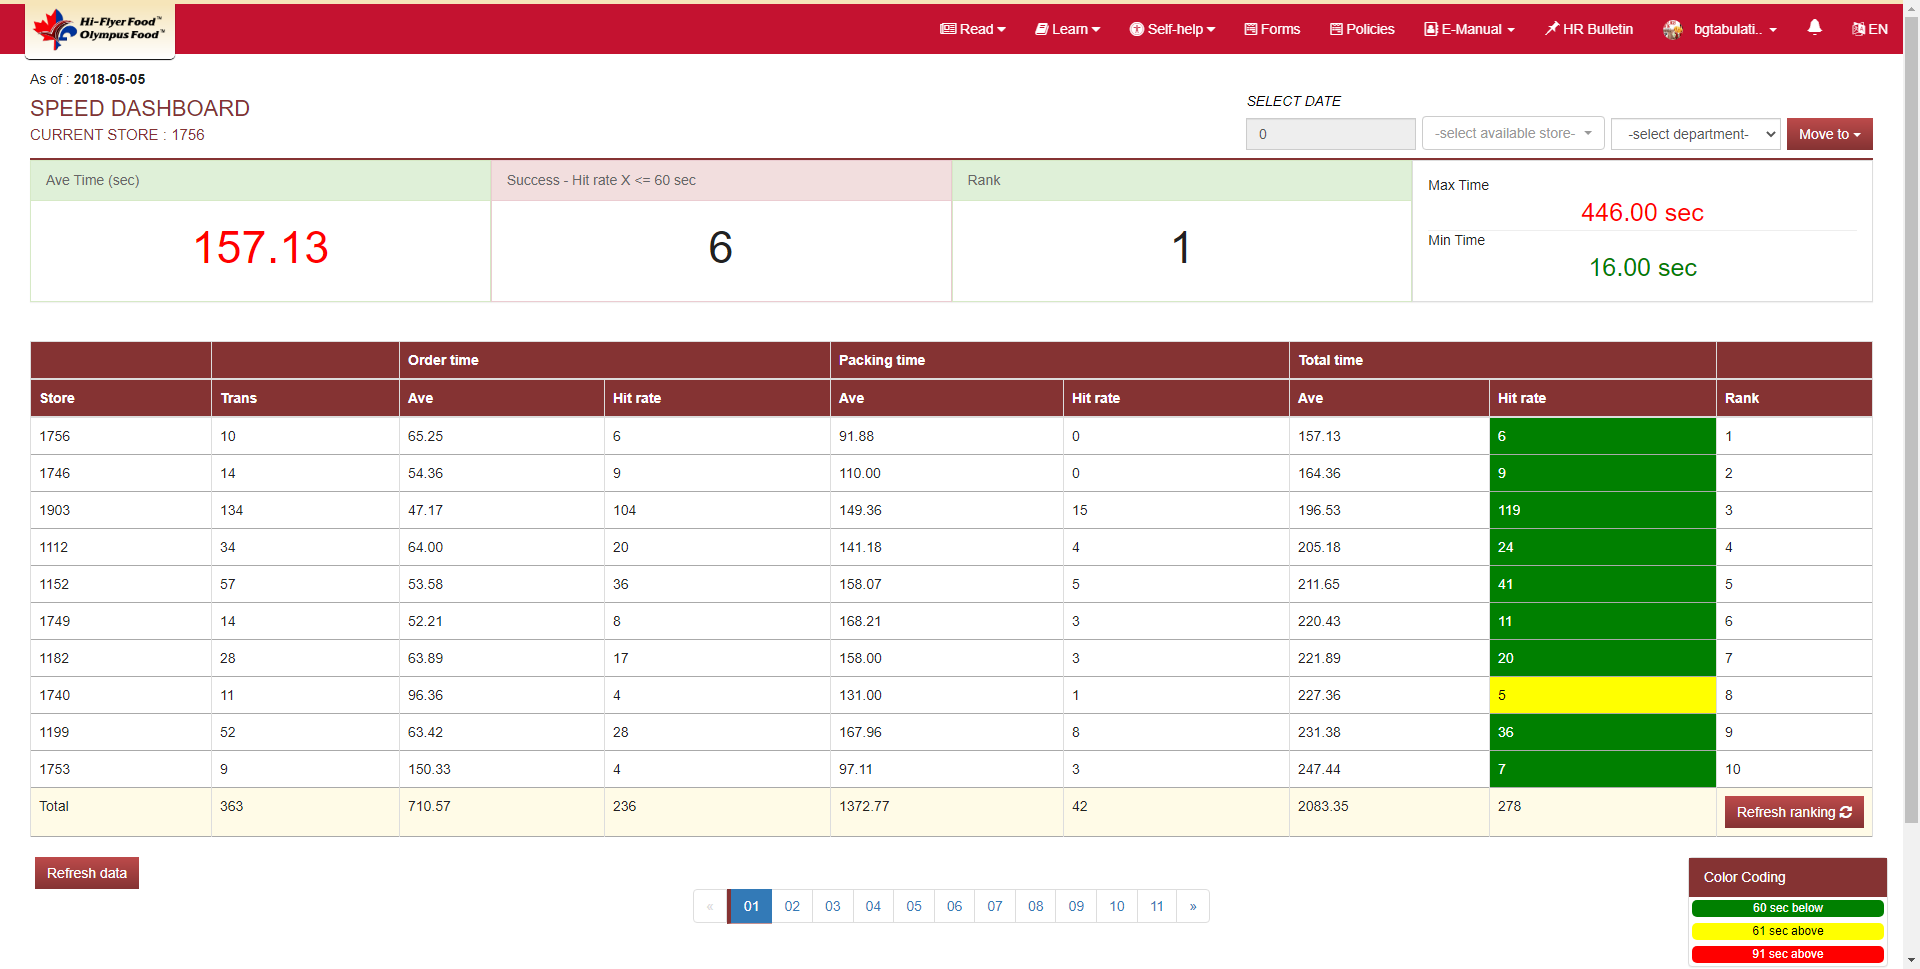 Hi-Flyer Food™
Olympus Food™
Read Learn Self-help Forms Policies E-Manual HR Bulletin bgtabulati.. EN
As of : 2018-05-05
SPEED DASHBOARD
CURRENT STORE : 1756
SELECT DATE
0 -select available store- -select department- Move to
Ave Time (sec)
157.13
Success - Hit rate X <= 60 sec
6
Rank
1
Max Time
446.00 sec
Min Time
16.00 sec
Order time Packing time Total time
Store Trans Ave Hit rate Ave Hit rate Ave Hit rate Rank
1756 10 65.25 6 91.88 0 157.13 6 1
1746 14 54.36 9 110.00 0 164.36 9 2
1903 134 47.17 104 149.36 15 196.53 119 3
1112 34 64.00 20 141.18 4 205.18 24 4
1152 57 53.58 36 158.07 5 211.65 41 5
1749 14 52.21 8 168.21 3 220.43 11 6
1182 28 63.89 17 158.00 3 221.89 20 7
1740 11 96.36 4 131.00 1 227.36 5 8
1199 52 63.42 28 167.96 8 231.38 36 9
1753 9 150.33 4 97.11 3 247.44 7 10
Total 363 710.57 236 1372.77 42 2083.35 278 Refresh ranking
Refresh data
« 01 02 03 04 05 06 07 08 09 10 11 »
Color Coding
60 sec below
61 sec above
91 sec above